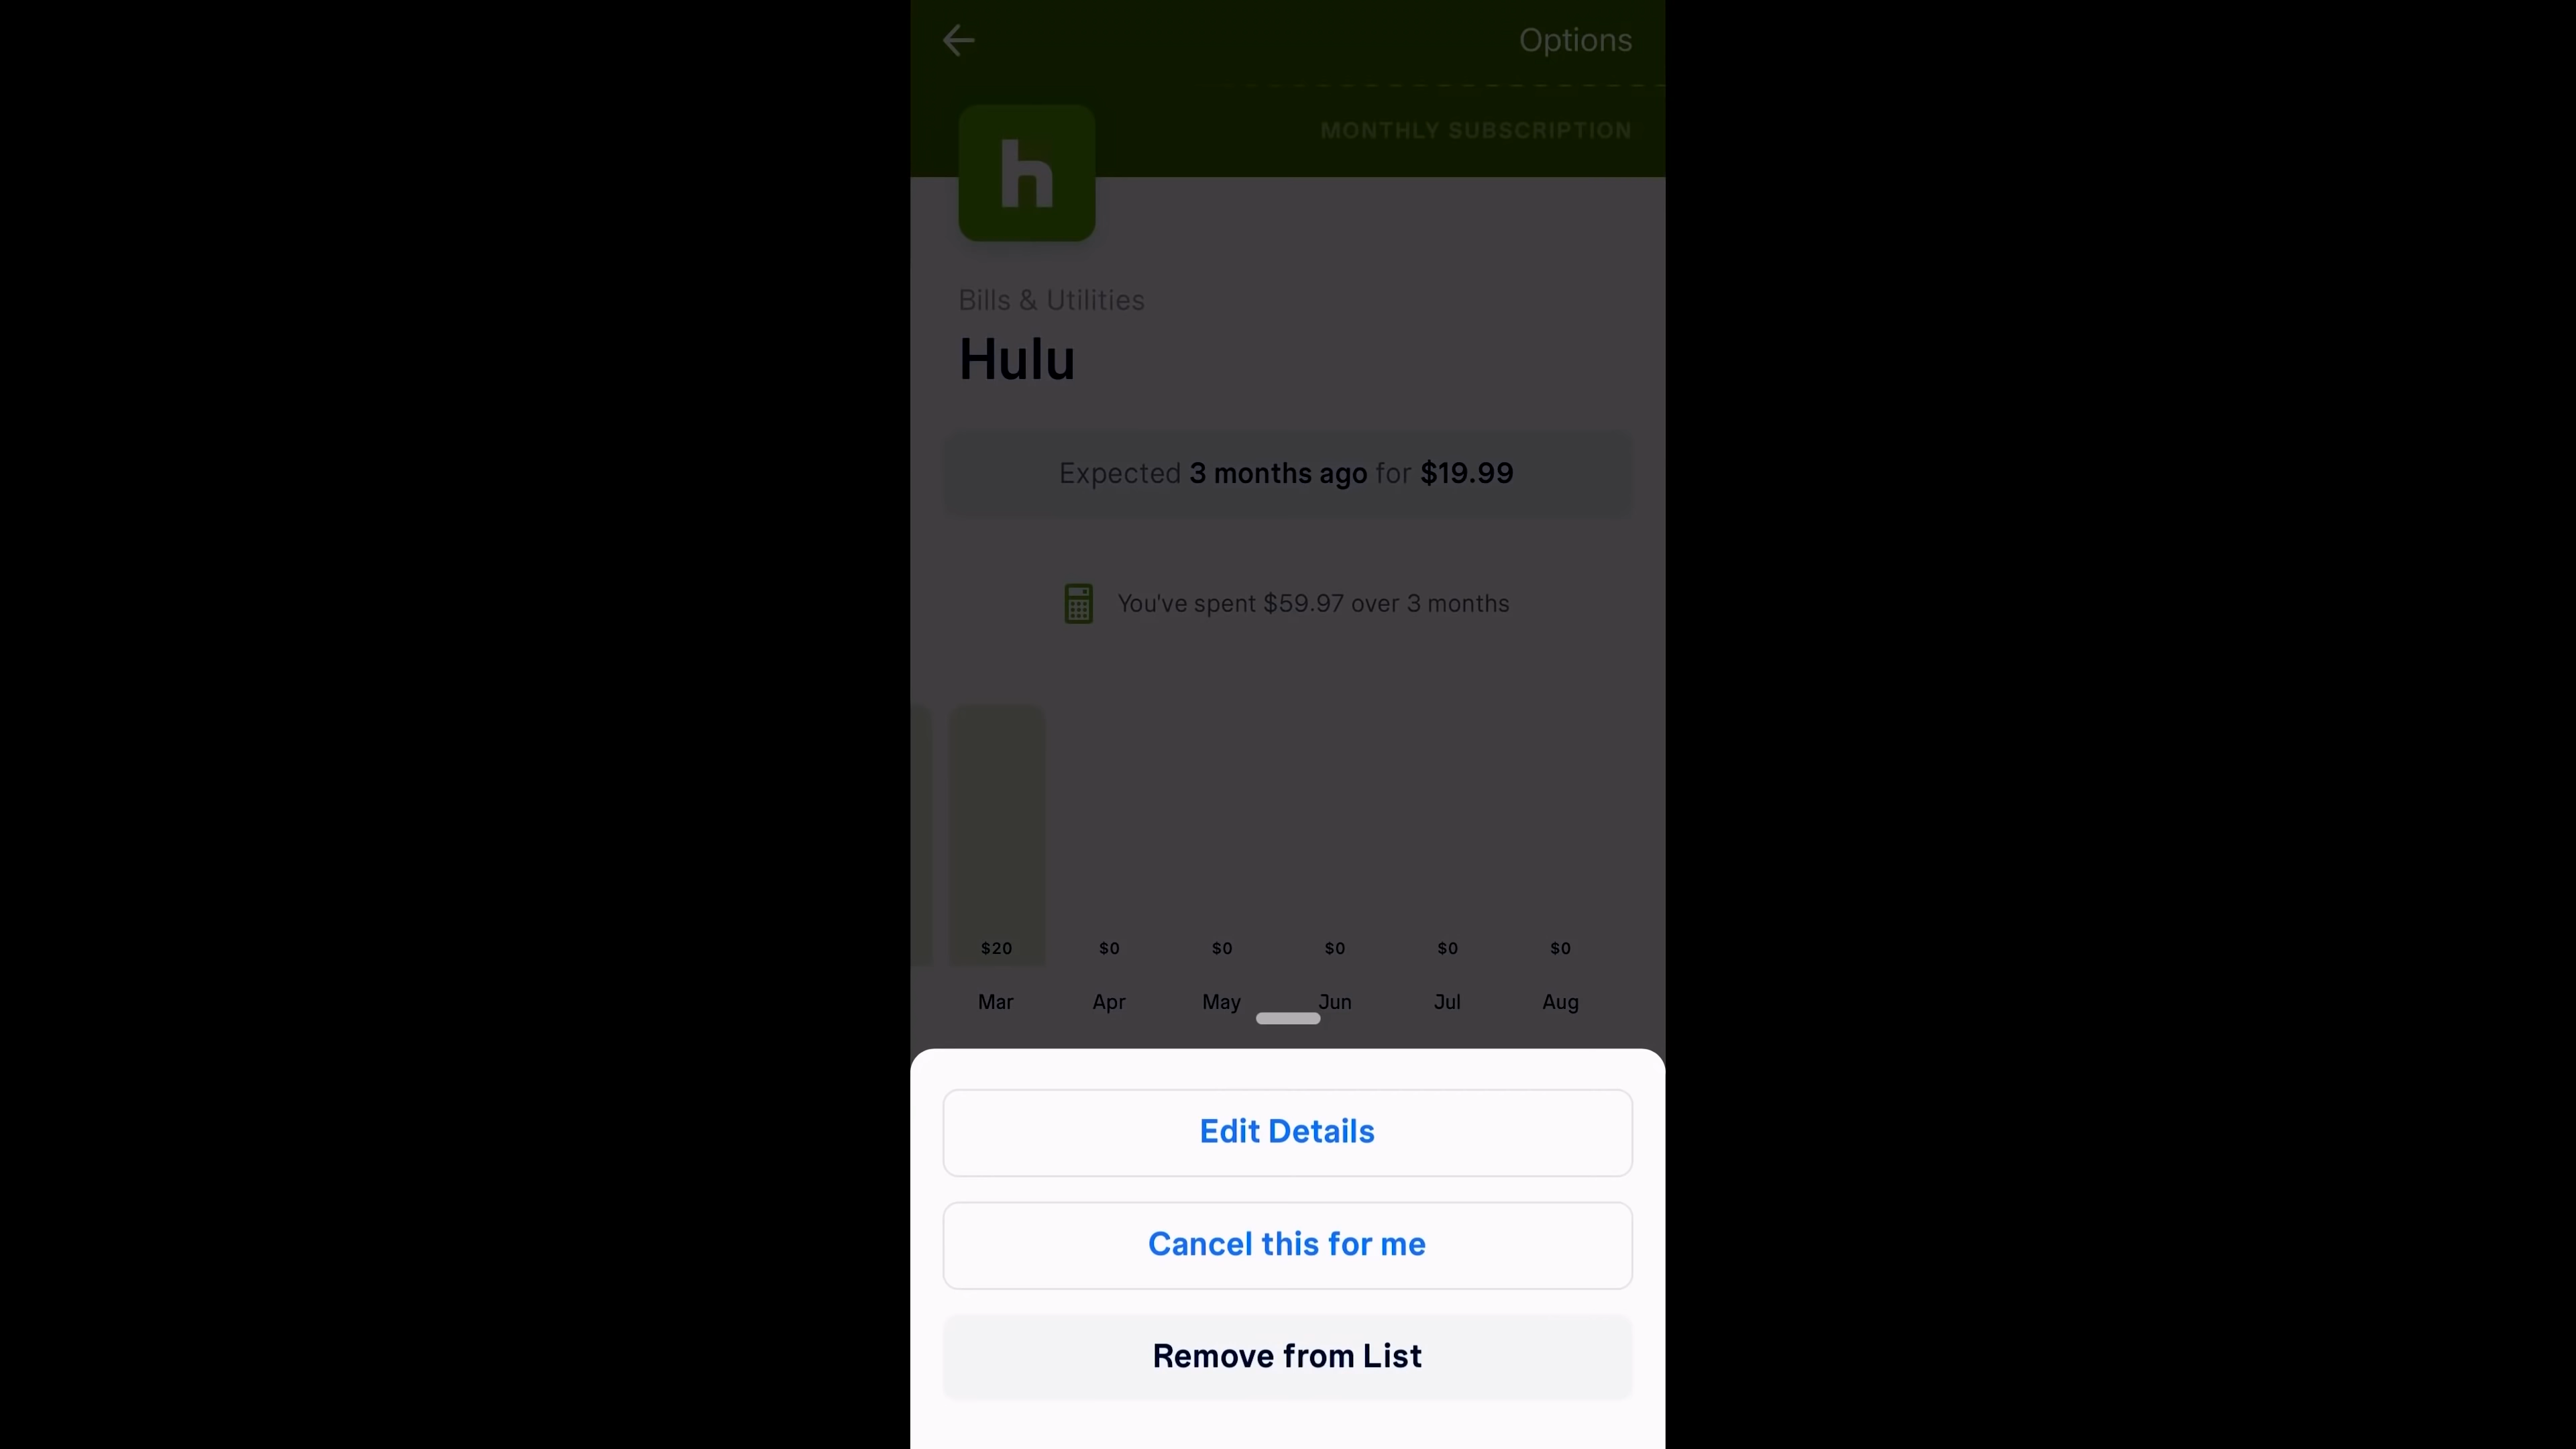 Options
MONTHLY SUBSCRIPTION
h
Bills & Utilities
Hulu
Expected 3 months ago for $19.99
You've spent $59.97 over 3 months
$20 $0 $0 $0 $0 $0
Mar Apr May Jun Jul Aug
Edit Details
Cancel this for me
Remove from List